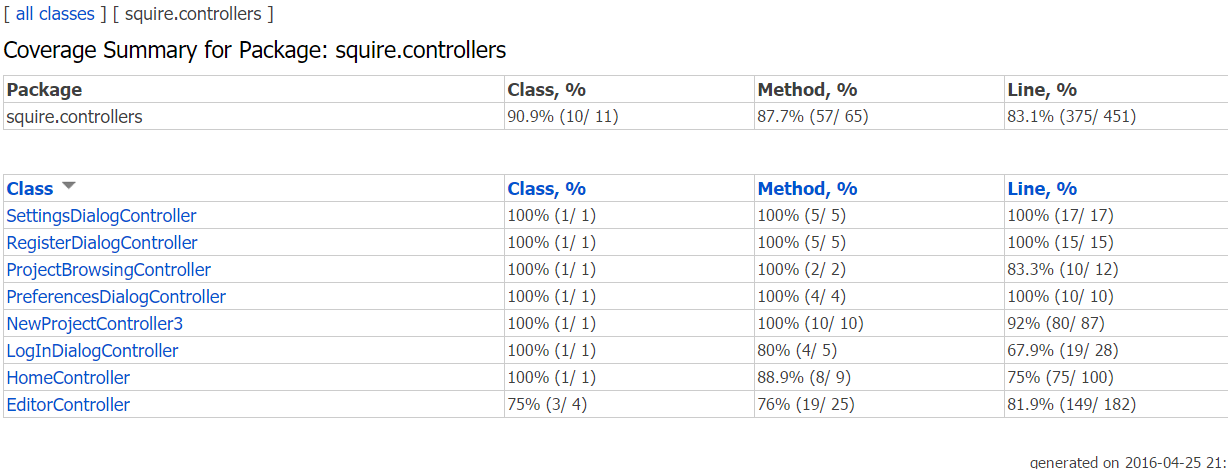 [ all classes ] [ squire.controllers ]
Coverage Summary for Package: squire.controllers
Package Class, % Method, % Line, %
squire.controllers 90.9% (10/ 11) 87.7% (57/ 65) 83.1% (375/ 451)
Class Class, % Method, % Line, %
SettingsDialogController 100% (1/ 1) 100% (5/ 5) 100% (17/ 17)
RegisterDialogController 100% (1/ 1) 100% (5/ 5) 100% (15/ 15)
ProjectBrowsingController 100% (1/ 1) 100% (2/ 2) 83.3% (10/ 12)
PreferencesDialogController 100% (1/ 1) 100% (4/ 4) 100% (10/ 10)
NewProjectController3 100% (1/ 1) 100% (10/ 10) 92% (80/ 87)
LogInDialogController 100% (1/ 1) 80% (4/ 5) 67.9% (19/ 28)
HomeController 100% (1/ 1) 88.9% (8/ 9) 75% (75/ 100)
EditorController 75% (3/ 4) 76% (19/ 25) 81.9% (149/ 182)
generated on 2016-04-25 21: